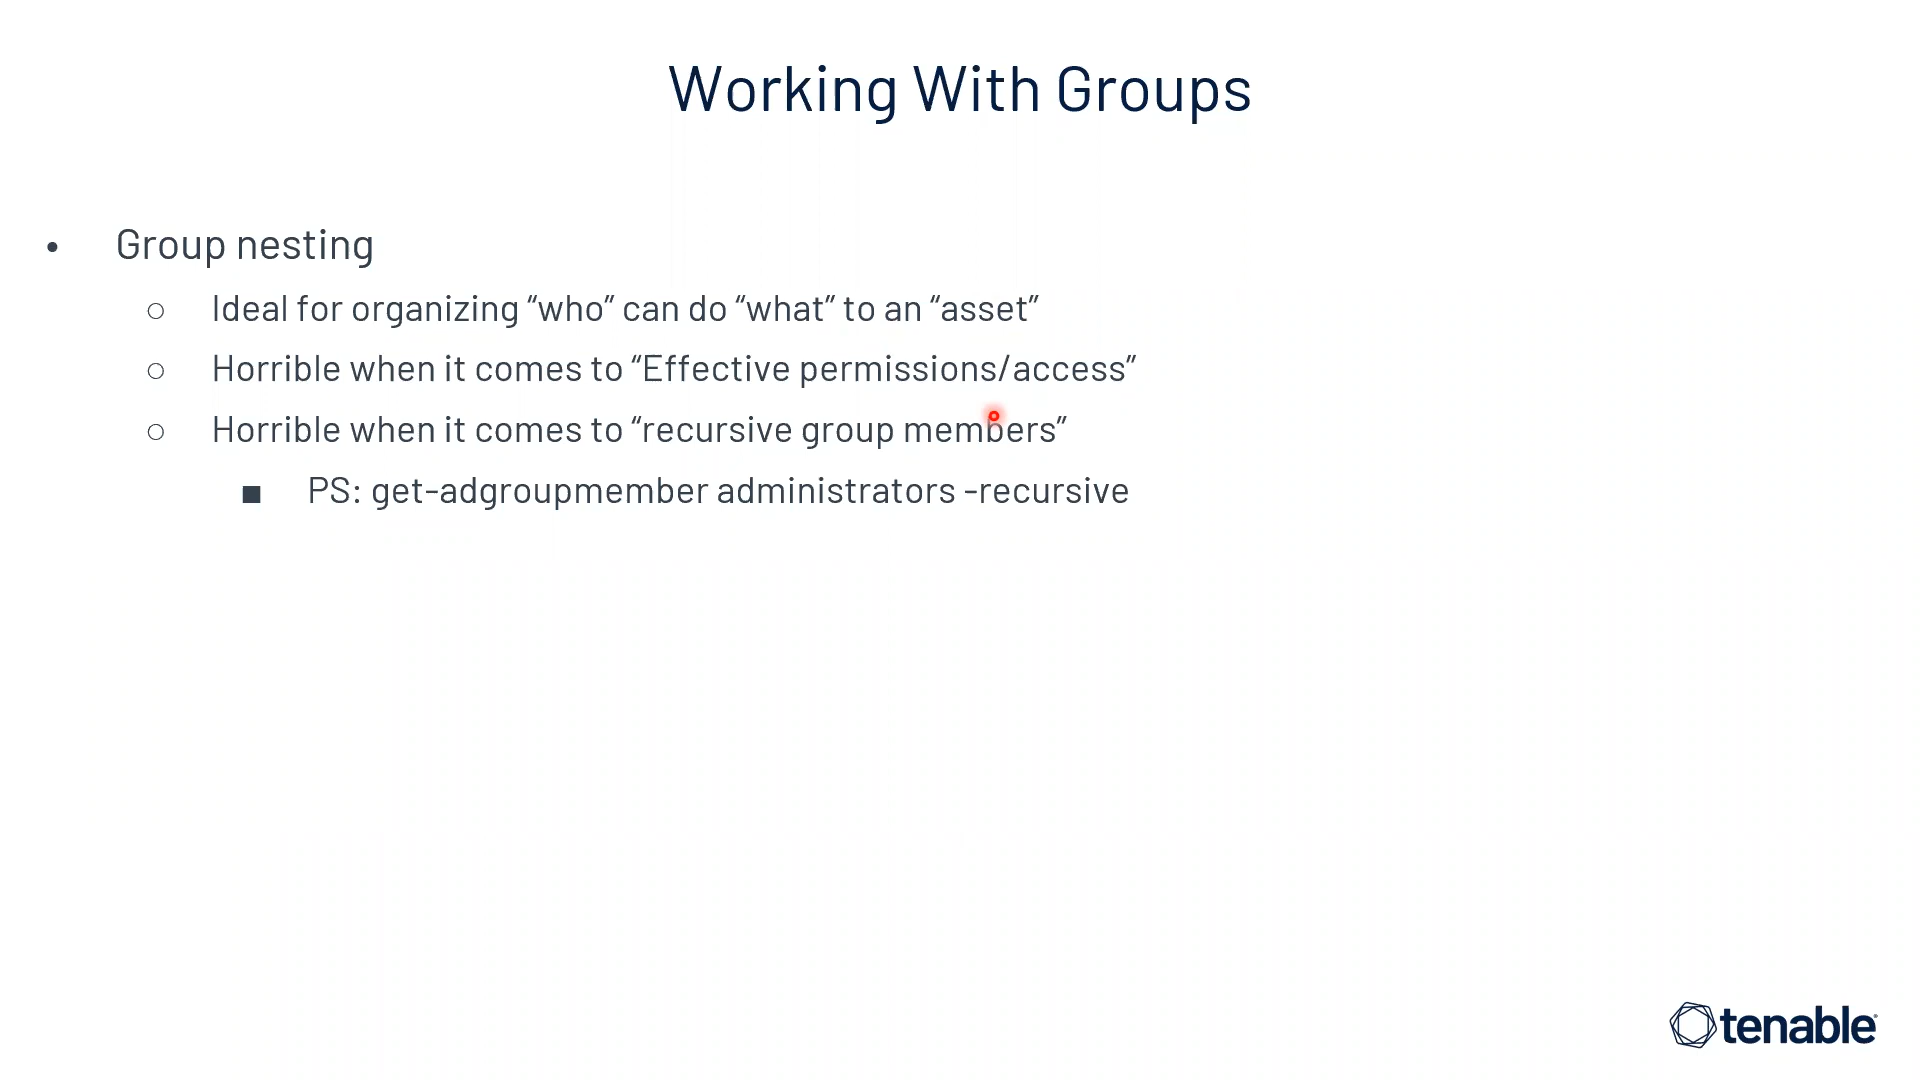 Working With Groups
• Group nesting
○ Ideal for organizing “who” can do “what” to an “asset”
○ Horrible when it comes to “Effective permissions/access”
○ Horrible when it comes to “recursive group members”
■ PS: get-adgroupmember administrators -recursive
tenable